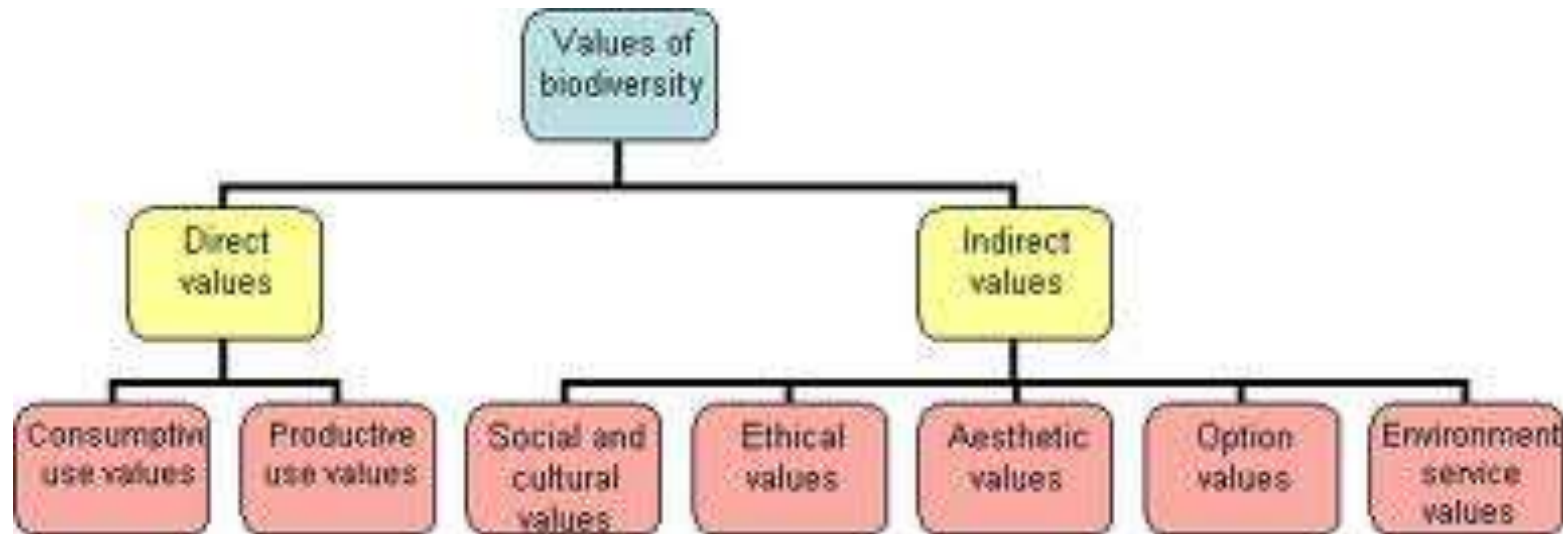 Values of
biodiversity
Direct
values
Indirect
values
Consumptive
use values
Productive
use values
Social and
cultural
values
Ethical
values
Aesthetic
values
Option
values
Environment
service
values